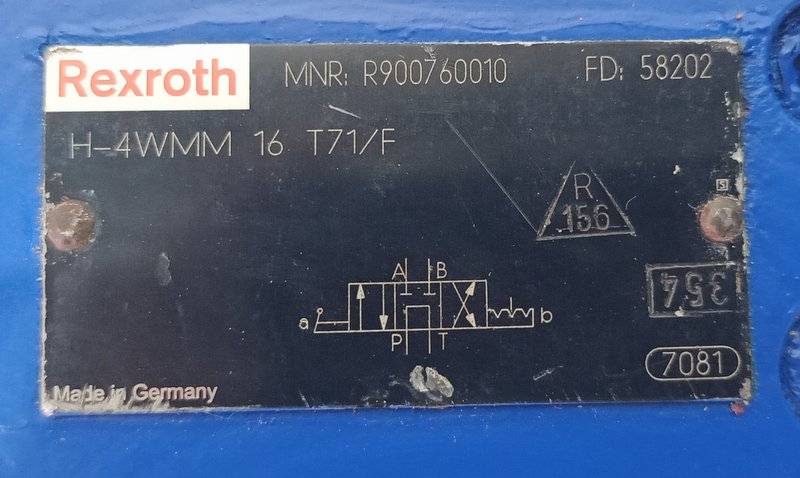 Rexroth MNR: R900760010 FD: 58202
H-4WMM 16 T71/F
R
156
S
A B
354
a b
P T
7081
Made in Germany